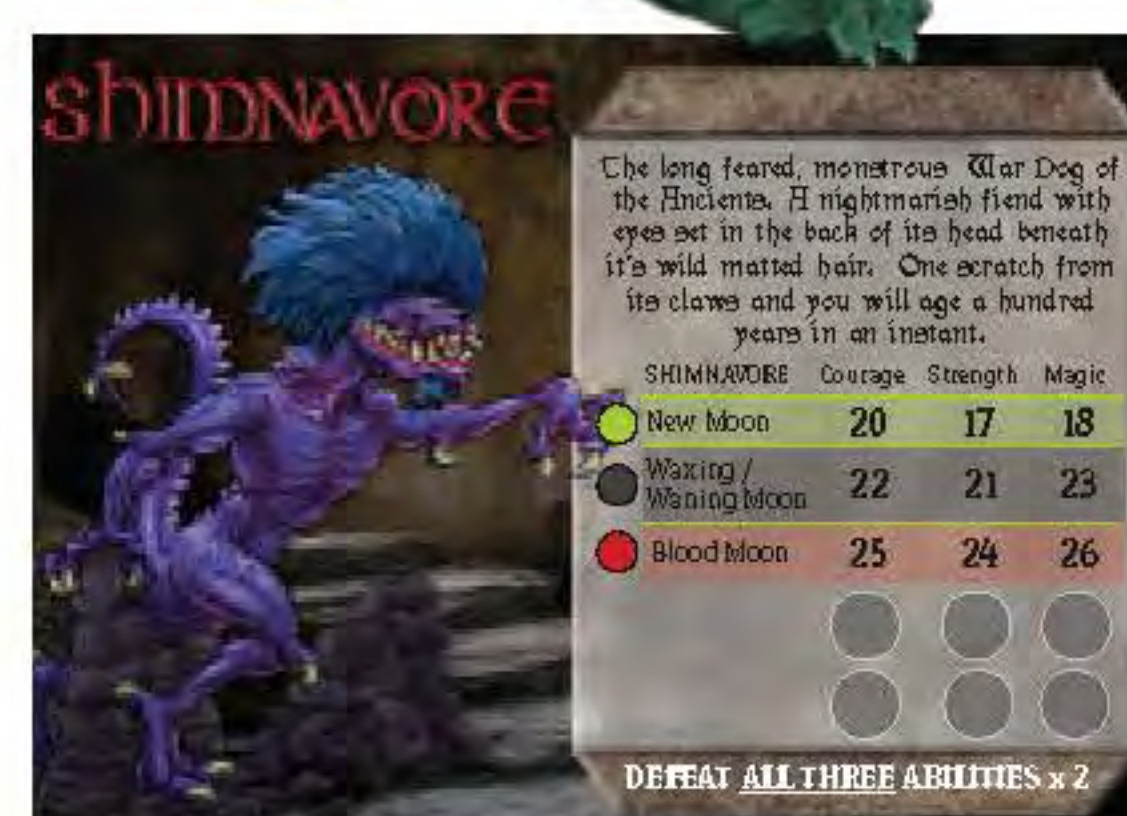 SHIMNAVORE
The long feared, monstrous War Dog of
the Ancients. A nightmarish fiend with
eyes set in the back of its head beneath
it's wild matted hair. One scratch from
its claws and you will age a hundred
years in an instant.
SHIMNAVORE Courage Strength Magic
New Moon 20 17 18
Waxing /
Waning Moon 22 21 23
Blood Moon 25 24 26
DEFEAT ALL THREE ABILITIES x 2